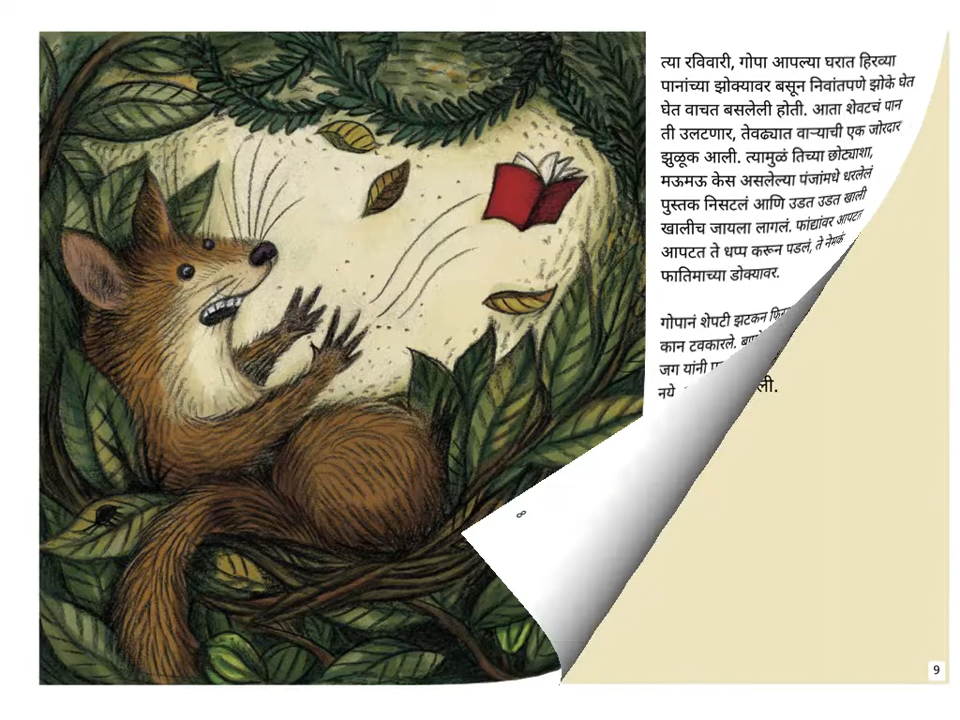 त्या रविवारी, गोपा आपल्या घरात हिरव्या
पानांच्या झोक्यावर बसून निवांतपणे झोके घेत
घेत वाचत बसलेली होती. आता शेवटचं पान
ती उलटणार, तेवढ्यात वाऱ्याची एक जोरदार
झुळूक आली. त्यामुळं तिच्या छोट्याशा,
मऊमऊ केस असलेल्या पंजांमधे धरलेलं
पुस्तक निसटलं आणि उडत उडत खाली
खालीच जायला लागलं. फांद्यांवर आपटत
आपटत ते धप्प करून पडलं, ते नेमकं
फातिमाच्या डोक्यावर.
गोपानं शेपटी झटकन
कान टवकारले.
जग यांनी
नये
ली.
8
9